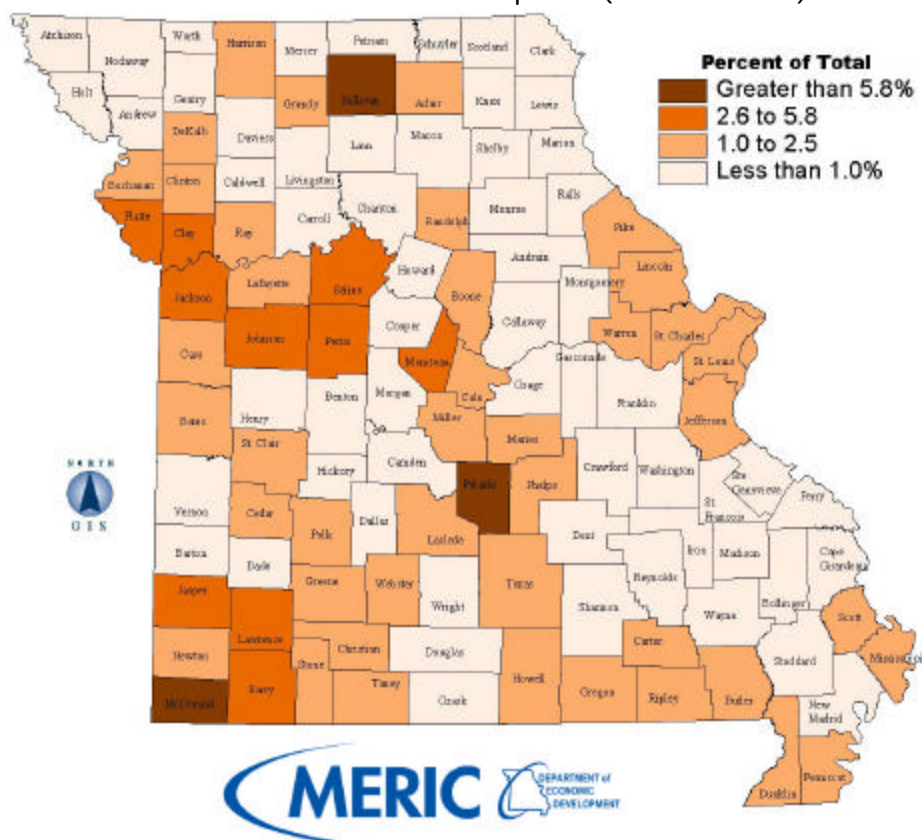 Percent of Total
Greater than 5.8%
2.6 to 5.8
1.0 to 2.5
Less than 1.0%
Atchison
Nodaway
Worth
Harrison
Mercer
Putnam
Schuyler
Scotland
Clark
Holt
Gentry
Andrew
Grundy
Sullivan
Adair
Knox
Lewis
DeKalb
Daviess
Linn
Macon
Shelby
Marion
Buchanan
Clinton
Caldwell
Livingston
Chariton
Randolph
Monroe
Ralls
Pike
Platte
Clay
Ray
Carroll
Audrain
Lincoln
Jackson
Lafayette
Saline
Howard
Boone
Montgomery
Callaway
Cooper
Warren
St. Charles
Cass
Johnson
Pettis
Moniteau
Gasconade
St. Louis
Osage
Cole
Morgan
Benton
Henry
Franklin
Bates
Miller
Jefferson
St. Clair
Maries
Hickory
Camden
Crawford
Washington
Ste
Genevieve
Perry
St
Francois
NORTH
GIS
Vernon
Cedar
Polk
Dallas
Laclede
Pulaski
Phelps
Dent
Iron
Madison
Cape
Girardeau
Barton
Dade
Greene
Webster
Wright
Texas
Shannon
Reynolds
Wayne
Bollinger
Jasper
Lawrence
Scott
Newton
Christian
Douglas
Carter
Stoddard
Mississippi
McDonald
Barry
Stone
Taney
Ozark
Howell
Oregon
Ripley
Butler
New
Madrid
Dunklin
Pemiscot
MERIC
DEPARTMENT of
ECONOMIC
DEVELOPMENT